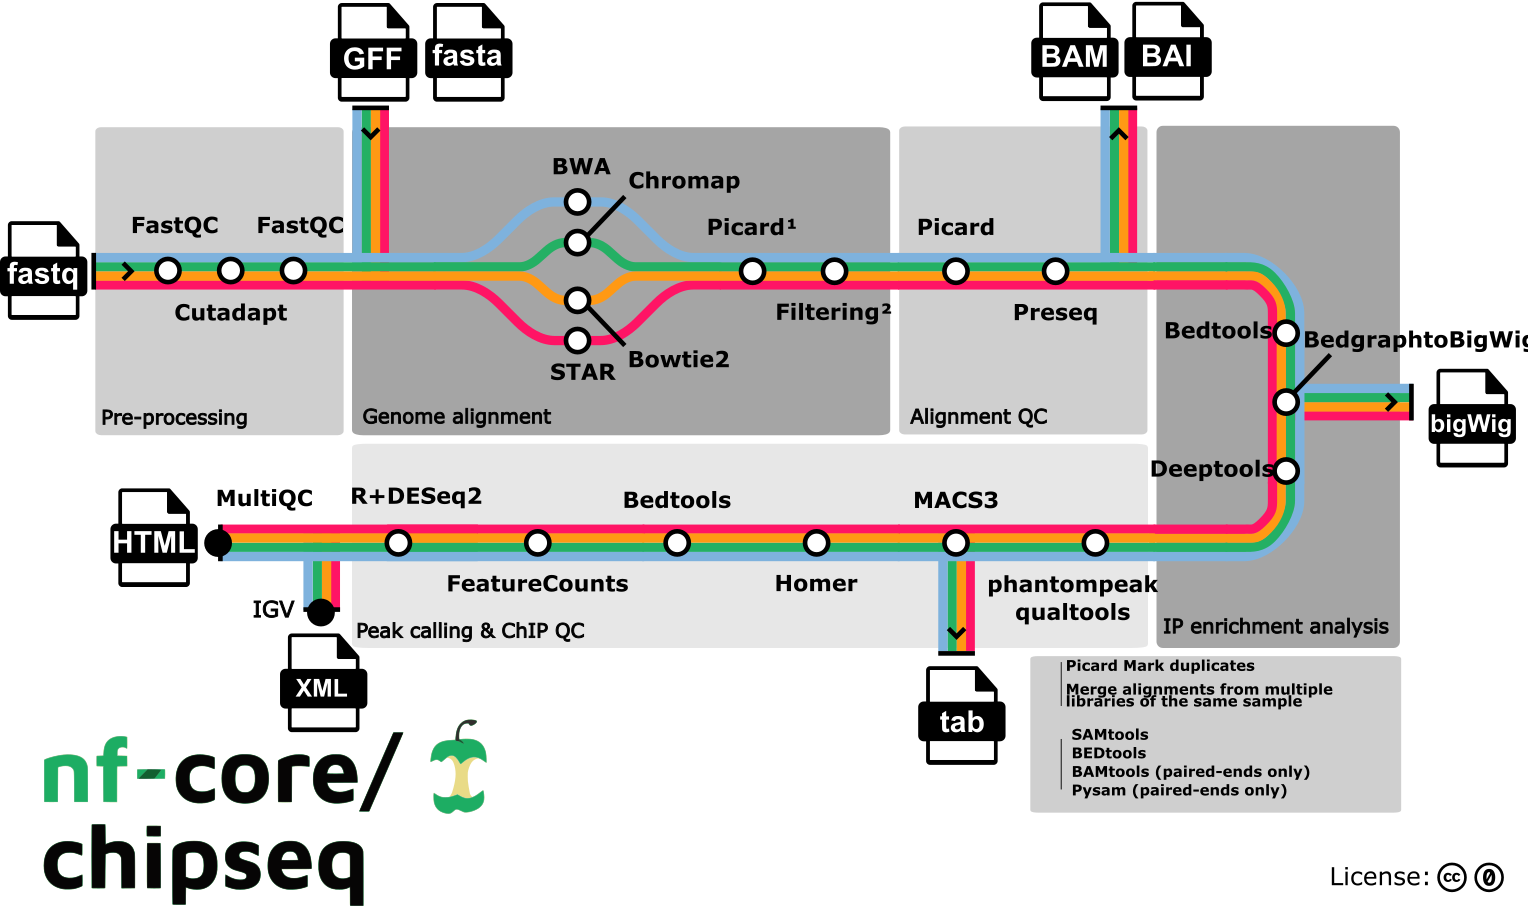 GFF
fasta
BAM
BAI
BWA
Chromap
FastQC
FastQC
Picard¹
Picard
fastq
Cutadapt
Filtering²
Preseq
Bedtools
BedgraphtoBigWig
STAR
Bowtie2
Pre-processing
Genome alignment
Alignment QC
bigWig
Deeptools
MultiQC
R+DESeq2
Bedtools
MACS3
HTML
FeatureCounts
Homer
phantompeak
qualtools
IGV
Peak calling & ChIP QC
IP enrichment analysis
XML
tab
Picard Mark duplicates
Merge alignments from multiple
libraries of the same sample
SAMtools
BEDtools
BAMtools (paired-ends only)
Pysam (paired-ends only)
nf-core/
chipseq
License: cc 0